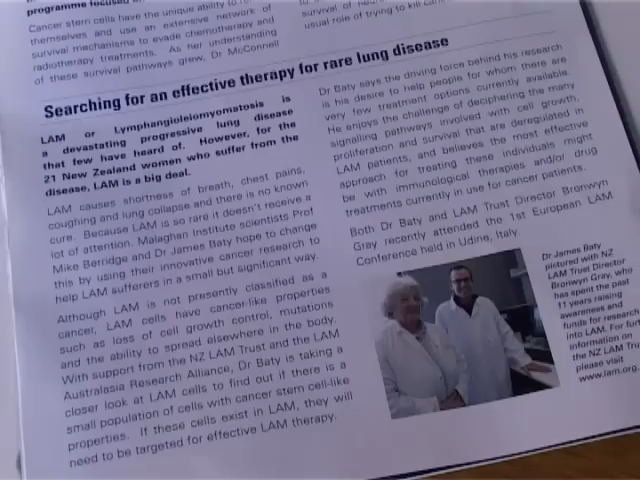 programme focused on
Cancer stem cells have the unique ability to
themselves and use an extensive network of
survival mechanisms to evade chemotherapy and
radiotherapy treatments. As her understanding
of these survival pathways grew, Dr McConnell
survival of
usual role of trying to kill
Searching for an effective therapy for rare lung disease
LAM or Lymphangioleiomyomatosis is
a devastating progressive lung disease
that few have heard of. However, for the
21 New Zealand women who suffer from the
disease, LAM is a big deal.
LAM causes shortness of breath, chest pains,
coughing and lung collapse and there is no known
cure. Because LAM is so rare it doesn't receive a
lot of attention. Malaghan Institute scientists Prof
Mike Berridge and Dr James Baty hope to change
this by using their innovative cancer research to
help LAM sufferers in a small but significant way.
Although LAM is not presently classified as a
cancer, LAM cells have cancer-like properties
such as loss of cell growth control, mutations
and the ability to spread elsewhere in the body.
With support from the NZ LAM Trust and the LAM
Australasia Research Alliance, Dr Baty is taking a
closer look at LAM cells to find out if there is a
small population of cells with cancer stem cell-like
properties. If these cells exist in LAM, they will
need to be targeted for effective LAM therapy.
Dr Baty says the driving force behind his research
is his desire to help people for whom there are
very few treatment options currently available.
He enjoys the challenge of deciphering the many
signalling pathways involved with cell growth,
proliferation and survival that are deregulated in
LAM patients, and believes the most effective
approach for treating these individuals might
be with immunological therapies and/or drug
treatments currently in use for cancer patients.
Both Dr Baty and LAM Trust Director Bronwyn
Gray recently attended the 1st European LAM
Conference held in Udine, Italy.
Dr James Baty
pictured with NZ
LAM Trust Director
Bronwyn Gray, who
has spent the past
11 years raising
awareness and
funds for research
into LAM. For
information on
the NZ LAM
please visit
www.lam.org.